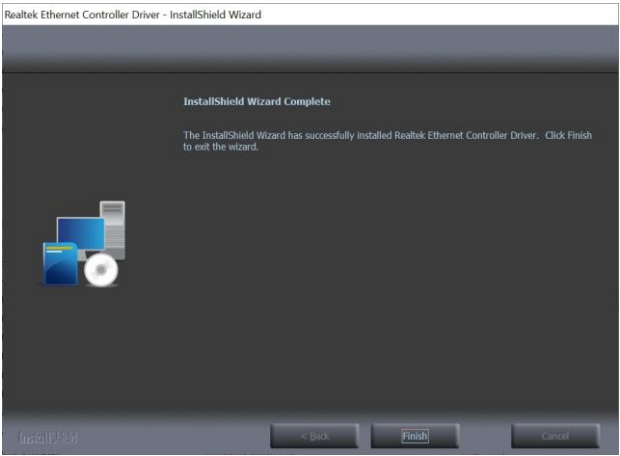 Realtek Ethernet Controller Driver - InstallShield Wizard
InstallShield Wizard Complete
The InstallShield Wizard has successfully installed Realtek Ethernet Controller Driver. Click Finish
to exit the wizard.
InstallShield
< Back Finish Cancel